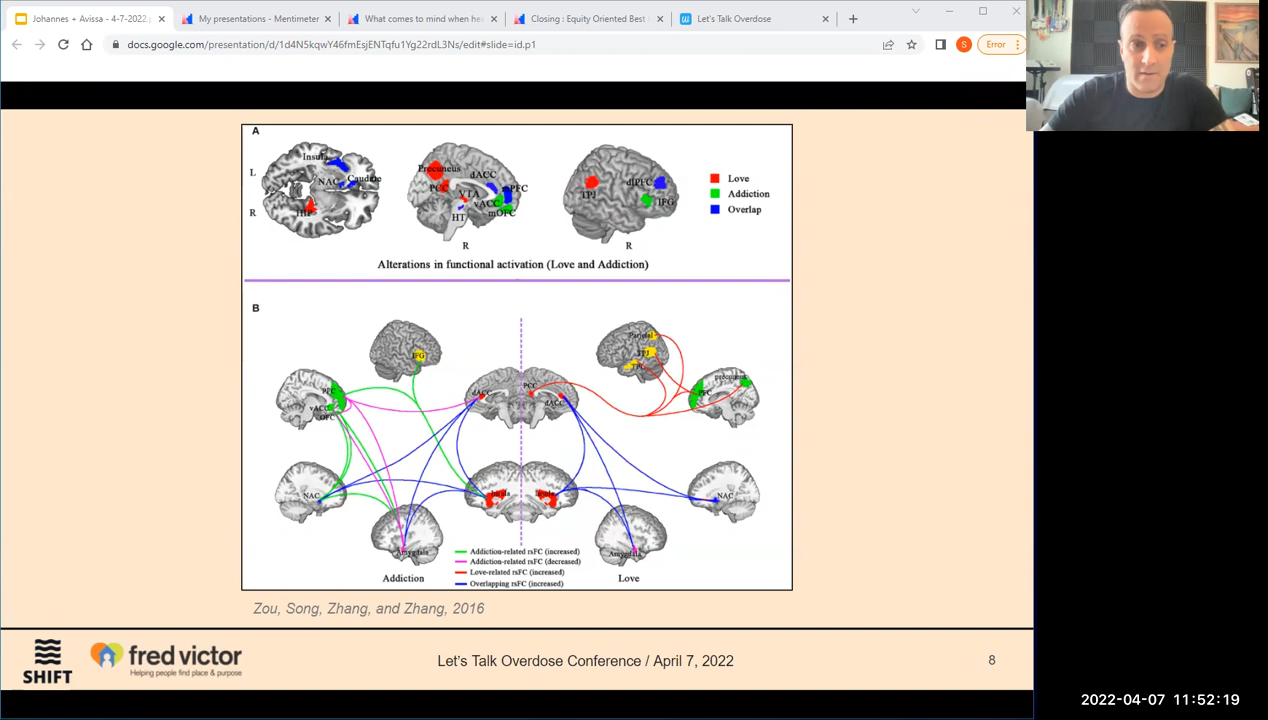 Johannes + Avissa - 4-7-2022.
My presentations - Mentimeter
What comes to mind when he
Closing : Equity Oriented Best
Let's Talk Overdose
docs.google.com/presentation/d/1d4N5kqwY46fmEsjENTqfu1Yg22rdL3Ns/edit#slide=id.p1
S
Error
A
Insula
NAC
Caudate
HIP
L
R
Precuneus
dACC
PCC
mPFC
VTA
vACC
mOFC
HT
R
dlPFC
TPJ
IFG
R
Love
Addiction
Overlap
Alterations in functional activation (Love and Addiction)
B
IFG
Parietal
TPJ
PFC
vACC
OFC
dACC
PCC
dACC
PFC
precuneus
NAC
Insula
NAC
Amygdala
Amygdala
Addiction
Love
Addiction-related rsFC (increased)
Addiction-related rsFC (decreased)
Love-related rsFC (increased)
Overlapping rsFC (increased)
Zou, Song, Zhang, and Zhang, 2016
SHIFT
fred victor
Helping people find place & purpose
Let's Talk Overdose Conference / April 7, 2022
8
2022-04-07 11:52:19